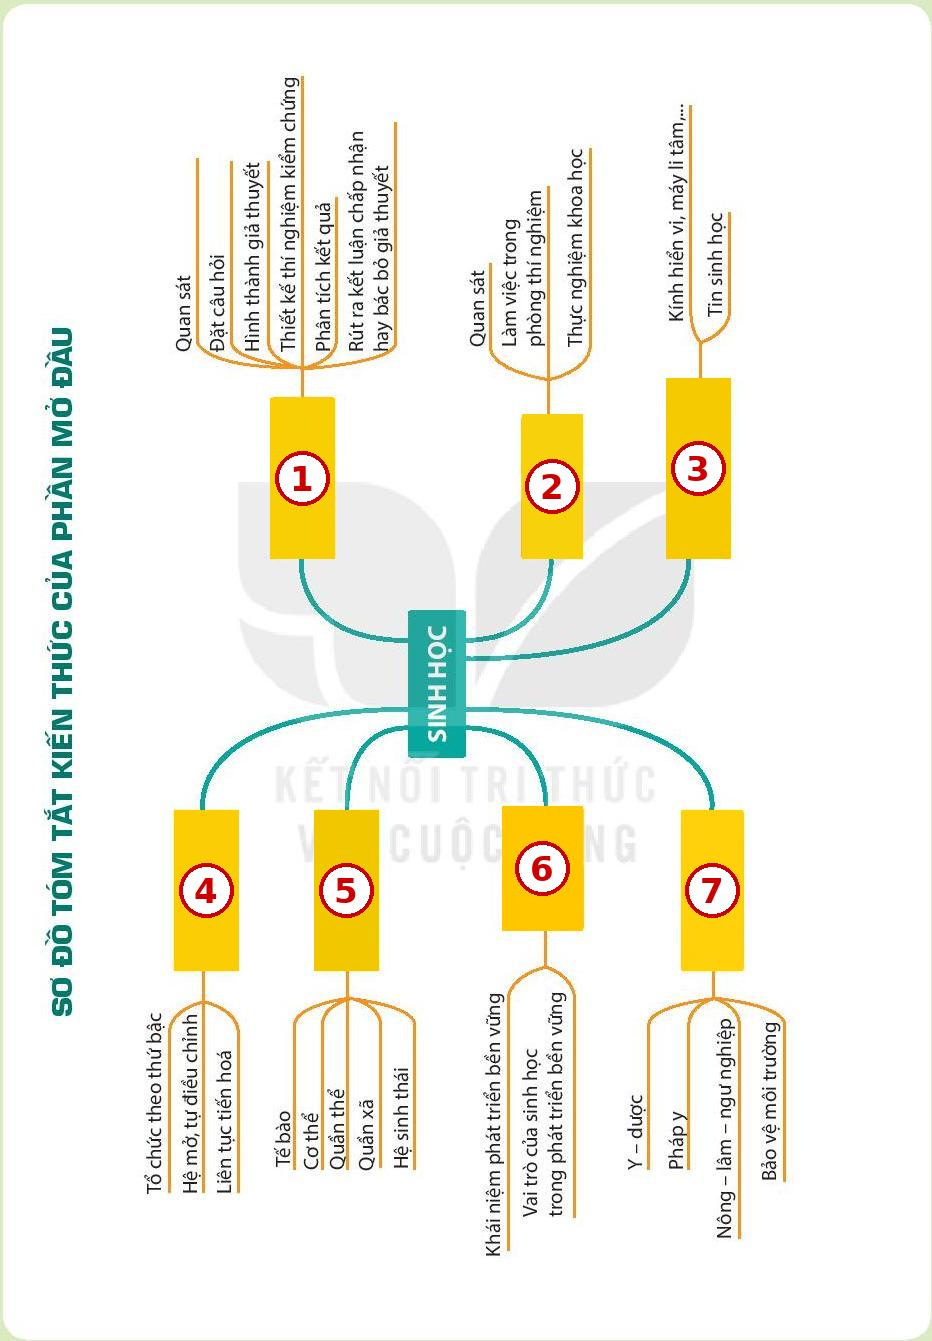 SƠ ĐỒ TÓM TẮT KIẾN THỨC CỦA PHẦN MỞ ĐẦU
SINH HỌC
1
Quan sát
Đặt câu hỏi
Hình thành giả thuyết
Thiết kế thí nghiệm kiểm chứng
Phân tích kết quả
Rút ra kết luận chấp nhận
hay bác bỏ giả thuyết
2
Quan sát
Làm việc trong
phòng thí nghiệm
Thực nghiệm khoa học
3
Kính hiển vi, máy li tâm,...
Tin sinh học
4
Tổ chức theo thứ bậc
Hệ mở, tự điều chỉnh
Liên tục tiến hoá
5
Tế bào
Cơ thể
Quần thể
Quần xã
Hệ sinh thái
6
Khái niệm phát triển bền vững
Vai trò của sinh học
trong phát triển bền vững
7
Y – dược
Pháp y
Nông – lâm – ngư nghiệp
Bảo vệ môi trường
KẾT NỐI TRI THỨC
CUỘC